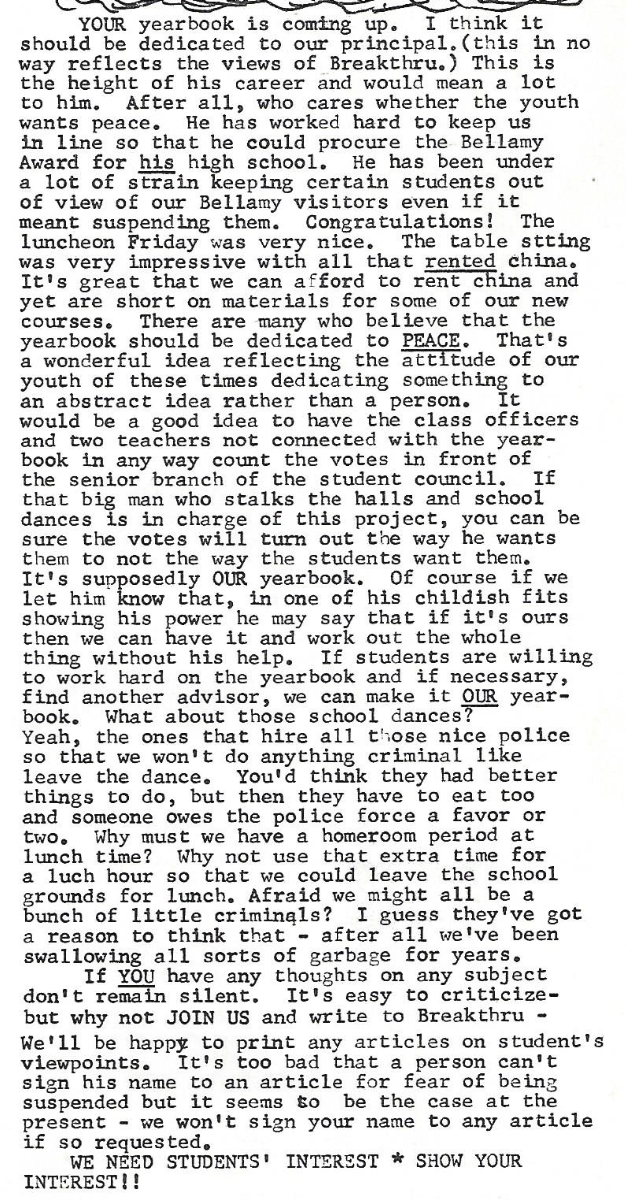 YOUR yearbook is coming up.  I think it
should be dedicated to our principal.(this in no
way reflects the views of Breakthru.) This is
the height of his career and would mean a lot
to him.  After all, who cares whether the youth
wants peace.  He has worked hard to keep us
in line so that he could procure the Bellamy
Award for his high school.  He has been under
a lot of strain keeping certain students out
of view of our Bellamy visitors even if it
meant suspending them.  Congratulations!  The
luncheon Friday was very nice.  The table stting
was very impressive with all that rented china.
It's great that we can afford to rent china and
yet are short on materials for some of our new
courses.  There are many who believe that the
yearbook should be dedicated to PEACE.  That's
a wonderful idea reflecting the attitude of our
youth of these times dedicating something to
an abstract idea rather than a person.  It
would be a good idea to have the class officers
and two teachers not connected with the year-
book in any way count the votes in front of
the senior branch of the student council.  If
that big man who stalks the halls and school
dances is in charge of this project, you can be
sure the votes will turn out the way he wants
them to not the way the students want them.
It's supposedly OUR yearbook.  Of course if we
let him know that, in one of his childish fits
showing his power he may say that if it's ours
then we can have it and work out the whole
thing without his help.  If students are willing
to work hard on the yearbook and if necessary,
find another advisor, we can make it OUR year-
book.  What about those school dances?
Yeah, the ones that hire all those nice police
so that we won't do anything criminal like
leave the dance.  You'd think they had better
things to do, but then they have to eat too
and someone owes the police force a favor or
two.  Why must we have a homeroom period at
lunch time?  Why not use that extra time for
a luch hour so that we could leave the school
grounds for lunch. Afraid we might all be a
bunch of little criminals?  I guess they've got
a reason to think that - after all we've been
swallowing all sorts of garbage for years.
If YOU have any thoughts on any subject
don't remain silent.  It's easy to criticize-
but why not JOIN US and write to Breakthru -
We'll be happy to print any articles on student's
viewpoints.  It's too bad that a person can't
sign his name to an article for fear of being
suspended but it seems to  be the case at the
present - we won't sign your name to any article
if so requested.
WE NEED STUDENTS' INTEREST * SHOW YOUR
INTEREST!!